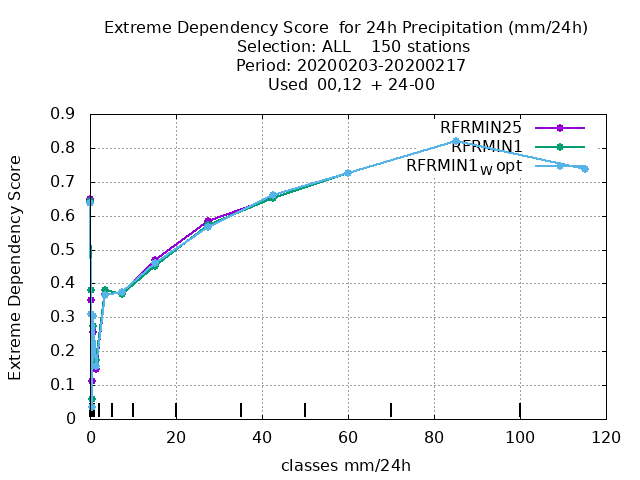 Extreme Dependency Score  for 24h Precipitation (mm/24h)
Selection: ALL    150 stations
Period: 20200203-20200217
Used  00,12  + 24-00
Extreme Dependency Score
0.9
0.8
0.7
0.6
0.5
0.4
0.3
0.2
0.1
0
RFRMIN25
RFRMIN1
RFRMIN1W opt
0 20 40 60 80 100 120
classes mm/24h